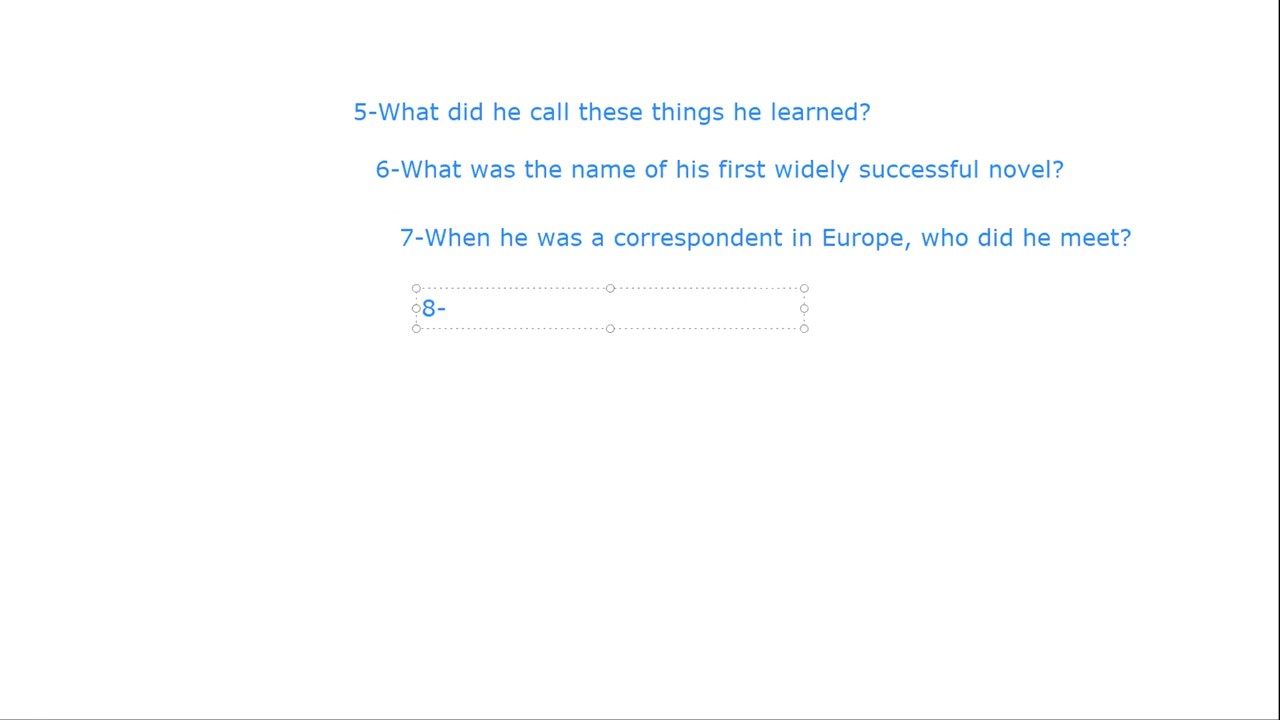 5-What did he call these things he learned?
6-What was the name of his first widely successful novel?
7-When he was a correspondent in Europe, who did he meet?
8-